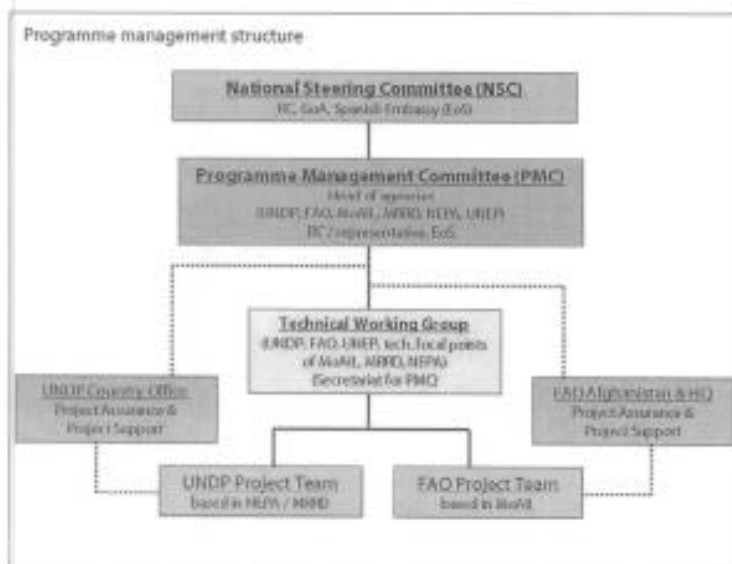 Programme management structure
National Steering Committee (NSC)
RC, GoA, Spanish Embassy (EoS)
Programme Management Committee (PMC)
Head of agencies
(UNDP, FAO, MoAIL, MRRD, NEPA, UNEP)
RC / representative, EoS
Technical Working Group
(UNDP, FAO, UNEP, tech. focal points
of MoAIL, MRRD, NEPA)
(Secretariat for PMC)
UNDP Country Office
Project Assurance &
Project Support
FAO Afghanistan & HQ
Project Assurance &
Project Support
UNDP Project Team
based in NEPA / MRRD
FAO Project Team
based in MoAIL